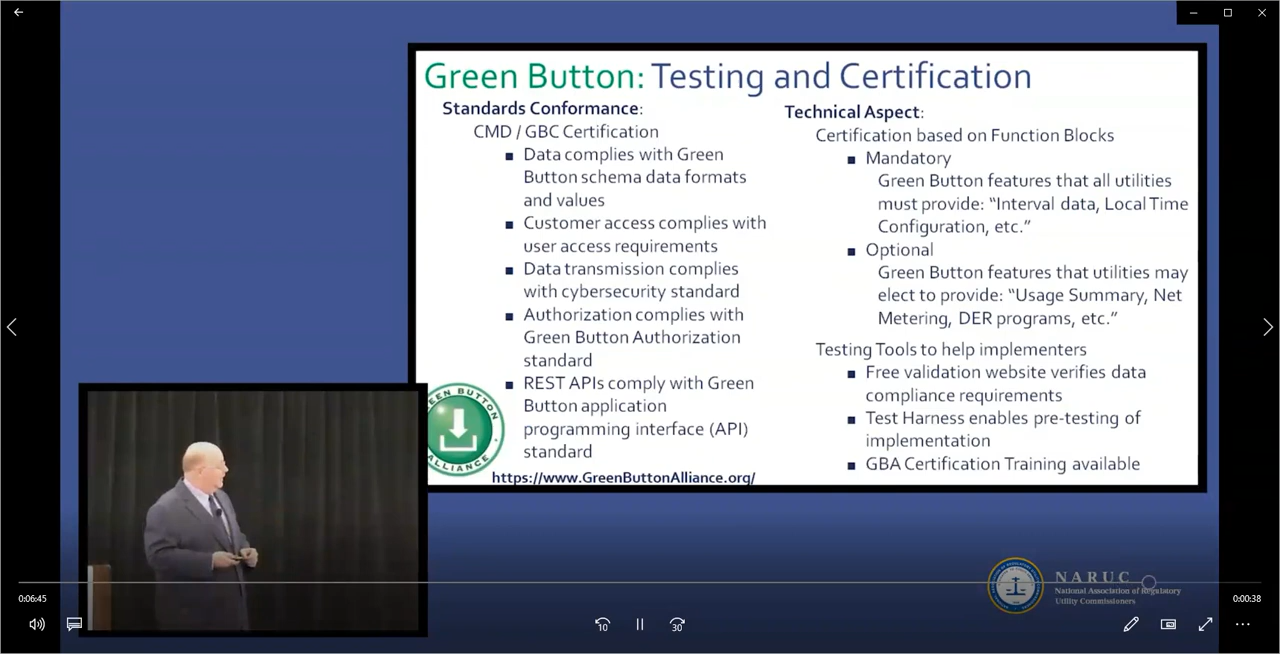 Green Button: Testing and Certification
Standards Conformance:
CMD / GBC Certification
Data complies with Green
Button schema data formats
and values
Customer access complies with
user access requirements
Data transmission complies
with cybersecurity standard
Authorization complies with
Green Button Authorization
standard
REST APIs comply with Green
Button application
programming interface (API)
standard
https://www.GreenButtonAlliance.org/
Technical Aspect:
Certification based on Function Blocks
Mandatory
Green Button features that all utilities
must provide: “Interval data, Local Time
Configuration, etc.”
Optional
Green Button features that utilities may
elect to provide: “Usage Summary, Net
Metering, DER programs, etc.”
Testing Tools to help implementers
Free validation website verifies data
compliance requirements
Test Harness enables pre-testing of
implementation
GBA Certification Training available
EEN BUTTON
ALLIANCE
NARUC
National Association of Regulatory
Utility Commissioners
0:06:45
0:00:38
10
30